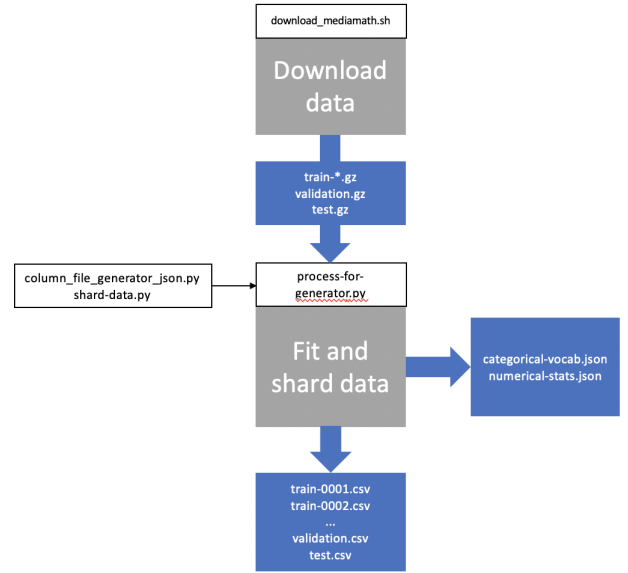 download_mediamath.sh
Download
data
train-*.gz
validation.gz
test.gz
column_file_generator_json.py
shard-data.py
process-for-
generator.py
Fit and
shard data
categorical-vocab.json
numerical-stats.json
train-0001.csv
train-0002.csv
...
validation.csv
test.csv